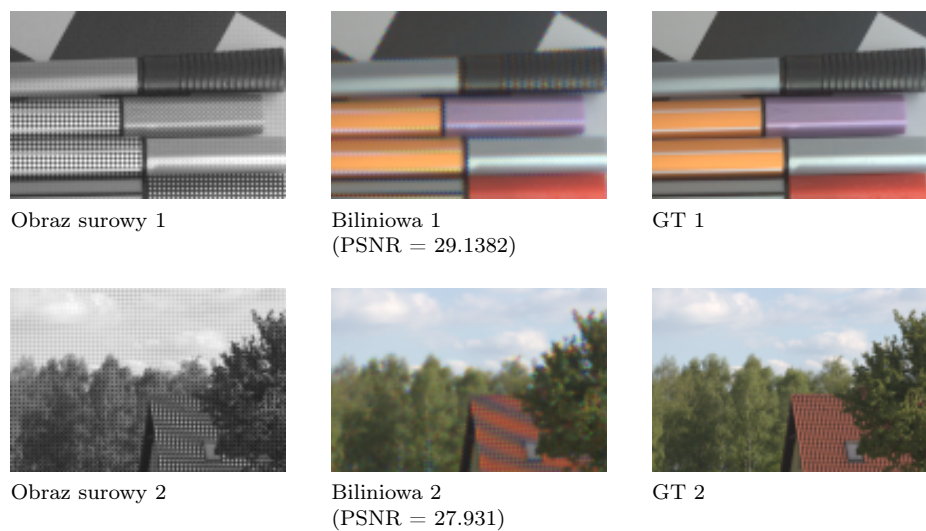 Obraz surowy 1
Biliniowa 1
(PSNR = 29.1382)
GT 1
Obraz surowy 2
Biliniowa 2
(PSNR = 27.931)
GT 2